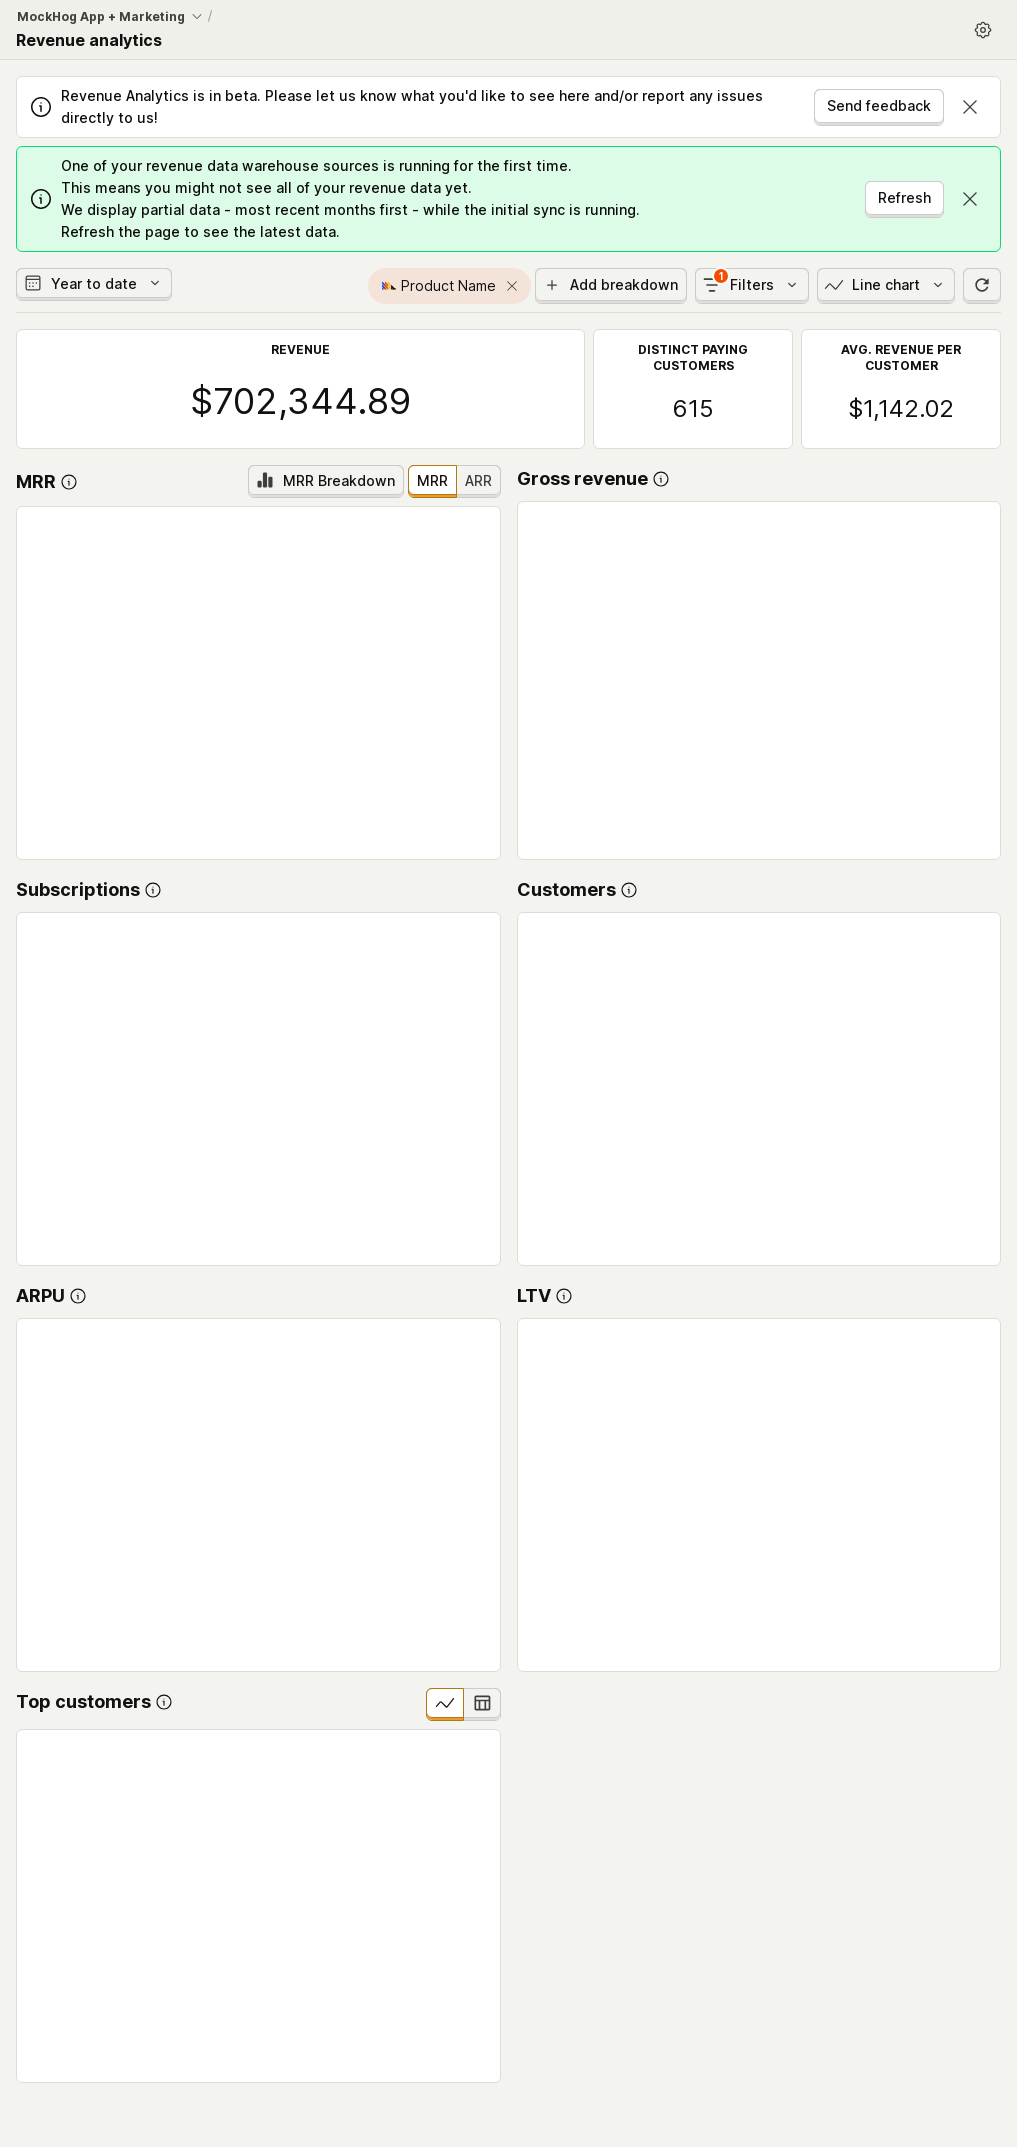 MockHog App + Marketing /
Revenue analytics
Revenue Analytics is in beta. Please let us know what you'd like to see here and/or report any issues
directly to us!
Send feedback
One of your revenue data warehouse sources is running for the first time.
This means you might not see all of your revenue data yet.
We display partial data - most recent months first - while the initial sync is running.
Refresh the page to see the latest data.
Refresh
Year to date
Product Name
Add breakdown
1
Filters
Line chart
REVENUE
$702,344.89
DISTINCT PAYING
CUSTOMERS
615
AVG. REVENUE PER
CUSTOMER
$1,142.02
MRR
MRR Breakdown
MRR
ARR
Gross revenue
Subscriptions
Customers
ARPU
LTV
Top customers